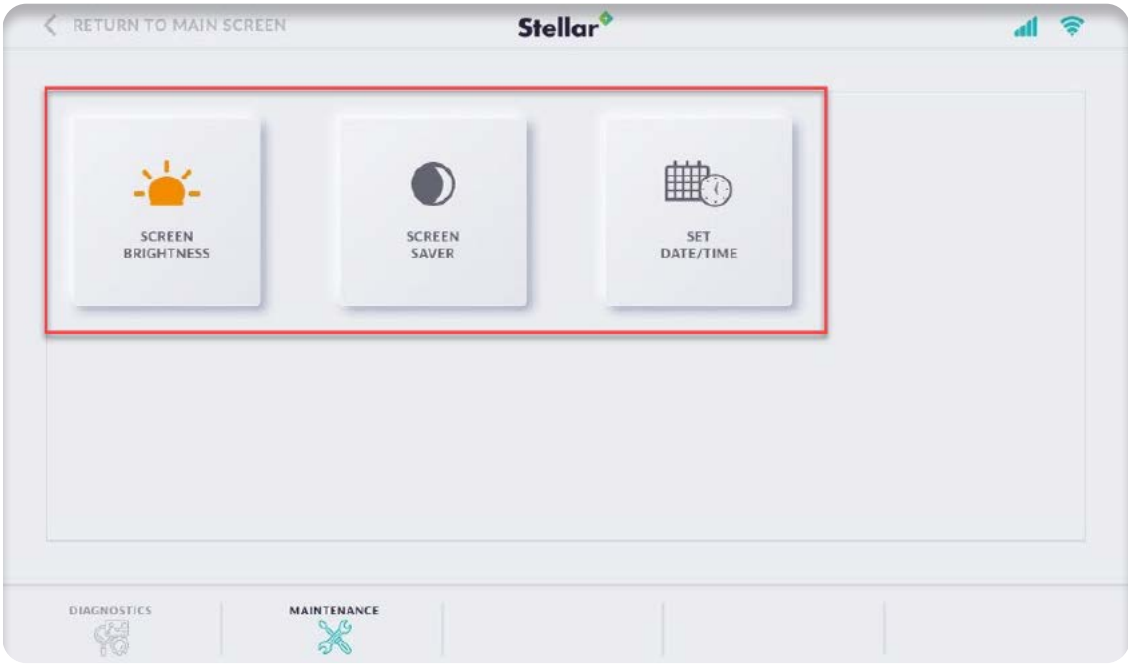 RETURN TO MAIN SCREEN
Stellar
SCREEN
BRIGHTNESS
SCREEN
SAVER
SET
DATE/TIME
DIAGNOSTICS
MAINTENANCE